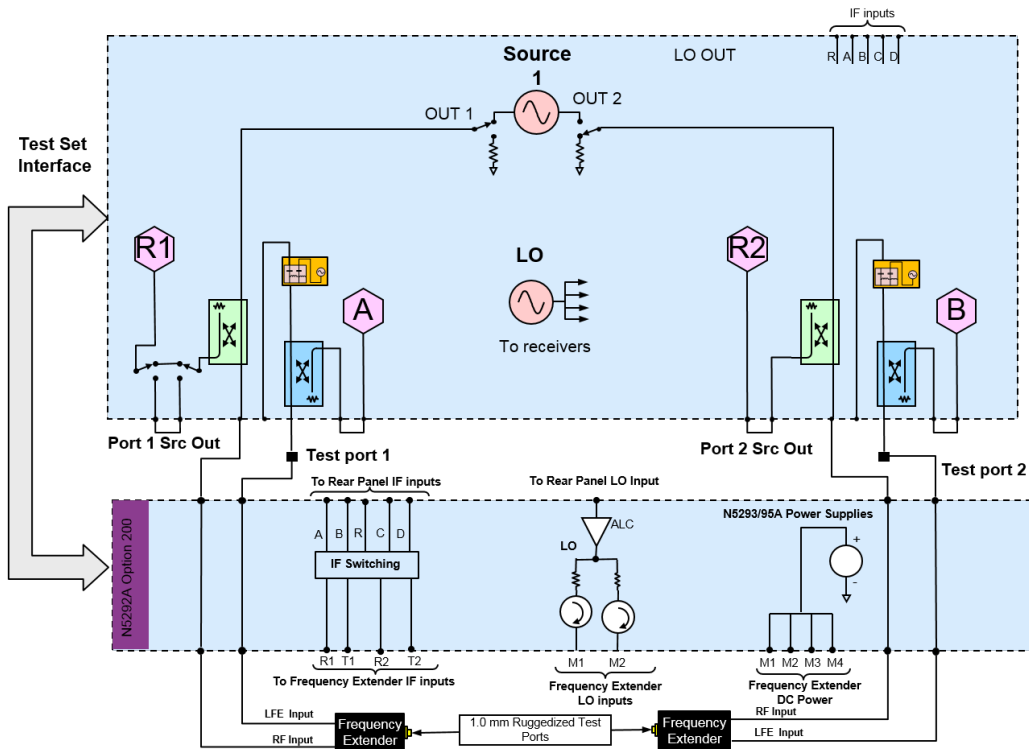 IF inputs
R A B C D
Source
1
LO OUT
OUT 1
OUT 2
Test Set
Interface
R1
A
LO
To receivers
R2
B
Port 1 Src Out
Test port 1
Port 2 Src Out
Test port 2
To Rear Panel IF inputs
A B R C D
IF Switching
R1 T1 R2 T2
To Frequency Extender IF inputs
To Rear Panel LO Input
ALC
LO
M1 M2
Frequency Extender
LO inputs
N5293/95A Power Supplies
+
-
M1 M2 M3 M4
Frequency Extender
DC Power
N5292A Option 200
LFE Input
RF Input
Frequency
Extender
1.0 mm Ruggedized Test
Ports
Frequency
Extender
RF Input
LFE Input